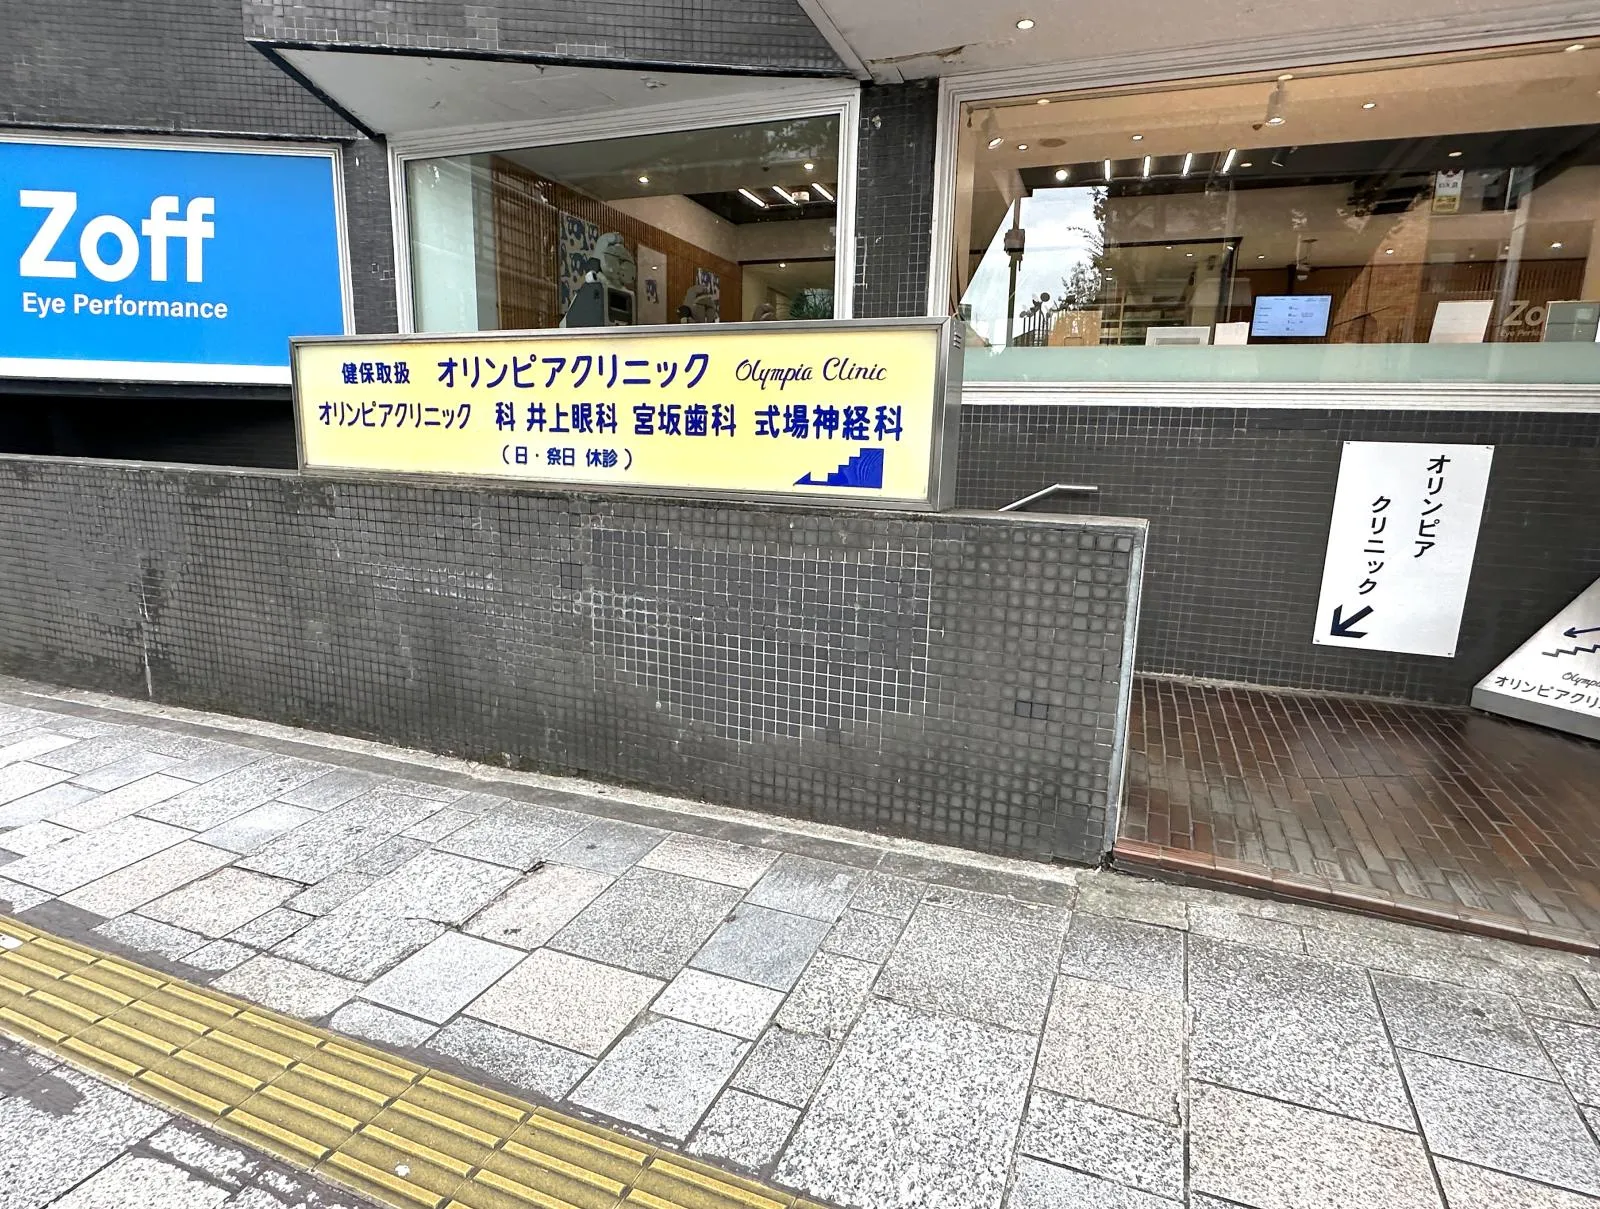 Zoff
Eye Performance
健保取扱 オリンピアクリニック Olympia Clinic
オリンピアクリニック 科 井上眼科 宮坂歯科 式場神経科
(日・祭日 休診)
オリンピア
クリニック
Zo
オリンピアクリ